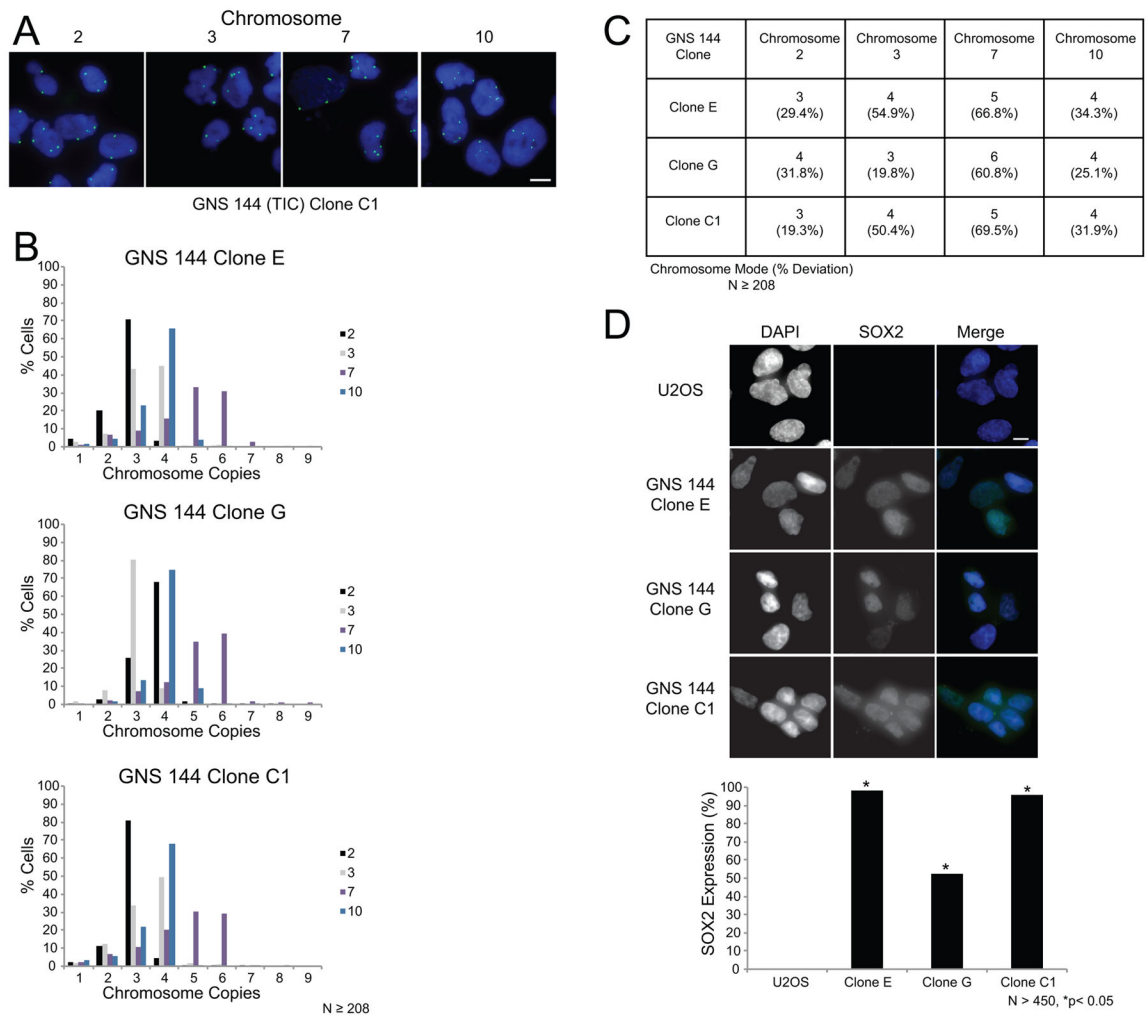 A
Chromosome
2 3 7 10
GNS 144 (TIC) Clone C1
B
GNS 144 Clone E
100
90
80
70
60
50
40
30
20
10
0
% Cells
1 2 3 4 5 6 7 8 9
Chromosome Copies
2
3
7
10
GNS 144 Clone G
100
90
80
70
60
50
40
30
20
10
0
% Cells
1 2 3 4 5 6 7 8 9
Chromosome Copies
2
3
7
10
GNS 144 Clone C1
100
90
80
70
60
50
40
30
20
10
0
% Cells
1 2 3 4 5 6 7 8 9
Chromosome Copies
2
3
7
10
N ≥ 208
C
GNS 144 Chromosome Chromosome Chromosome Chromosome
Clone 2 3 7 10
Clone E
3 4 5 4
(29.4%) (54.9%) (66.8%) (34.3%)
Clone G
4 3 6 4
(31.8%) (19.8%) (60.8%) (25.1%)
Clone C1
3 4 5 4
(19.3%) (50.4%) (69.5%) (31.9%)
Chromosome Mode (% Deviation)
N ≥ 208
D
DAPI SOX2 Merge
U2OS
GNS 144
Clone E
GNS 144
Clone G
GNS 144
Clone C1
100
90
80
70
60
50
40
30
20
10
0
SOX2 Expression (%)
* * *
U2OS Clone E Clone G Clone C1
N > 450, *p< 0.05